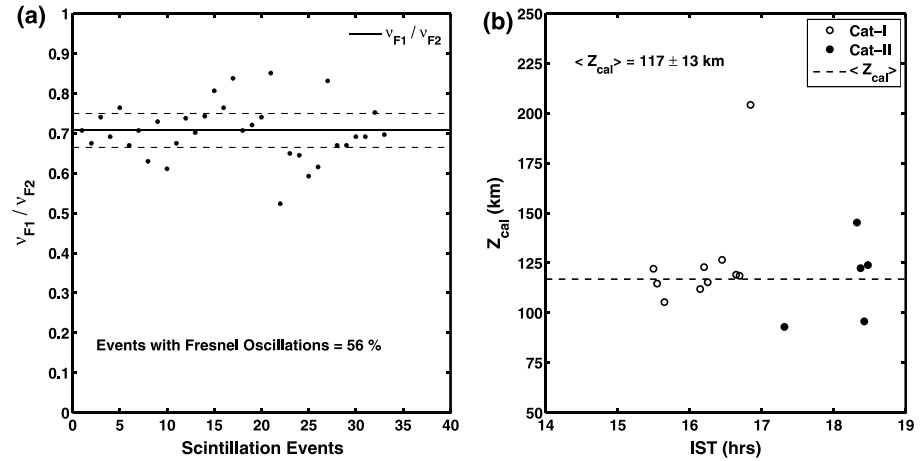 (a)
ν_F1 / ν_F2
1
0.9
0.8
0.7
0.6
0.5
0.4
0.3
0.2
0.1
0
ν_F1 / ν_F2
Events with Fresnel Oscillations = 56 %
0 5 10 15 20 25 30 35 40
Scintillation Events
(b)
Cat–I
Cat–II
< Z_cal >
< Z_cal > = 117 ± 13 km
250
225
200
175
150
125
100
75
50
Z_cal (km)
14 15 16 17 18 19
IST (hrs)